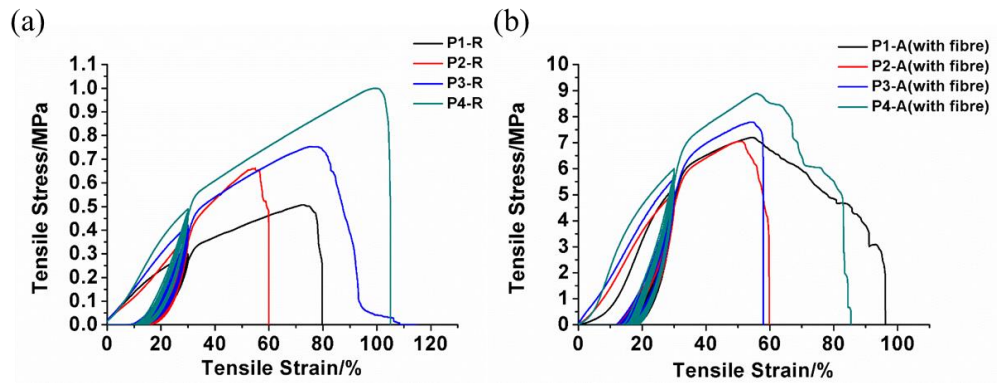 (a)
P1-R
P2-R
P3-R
P4-R
1.1
1.0
0.9
0.8
0.7
0.6
0.5
0.4
0.3
0.2
0.1
0.0
0 20 40 60 80 100 120
Tensile Stress/MPa
Tensile Strain/%
(b)
P1-A(with fibre)
P2-A(with fibre)
P3-A(with fibre)
P4-A(with fibre)
10
9
8
7
6
5
4
3
2
1
0
0 20 40 60 80 100
Tensile Stress/MPa
Tensile Strain/%